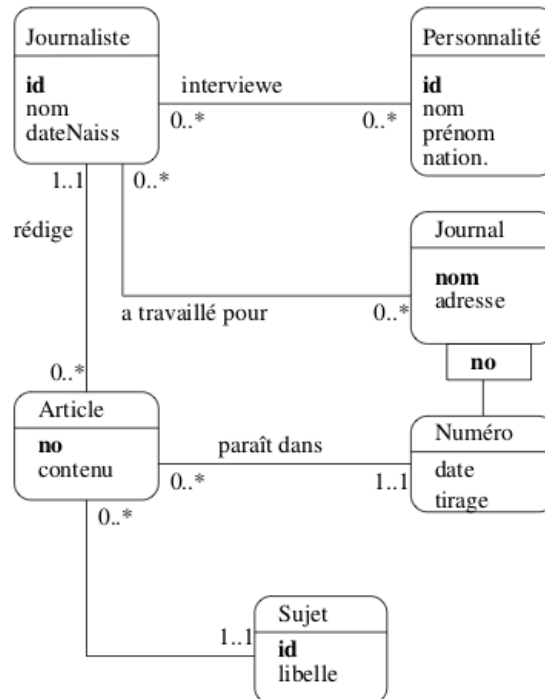 Journaliste
id
nom
dateNaiss
interviewe
0..*
0..*
Personnalité
id
nom
prénom
nation.
1..1
0..*
rédige
a travaillé pour
0..*
Journal
nom
adresse
no
0..*
Article
no
contenu
paraît dans
0..*
1..1
Numéro
date
tirage
0..*
1..1
Sujet
id
libelle